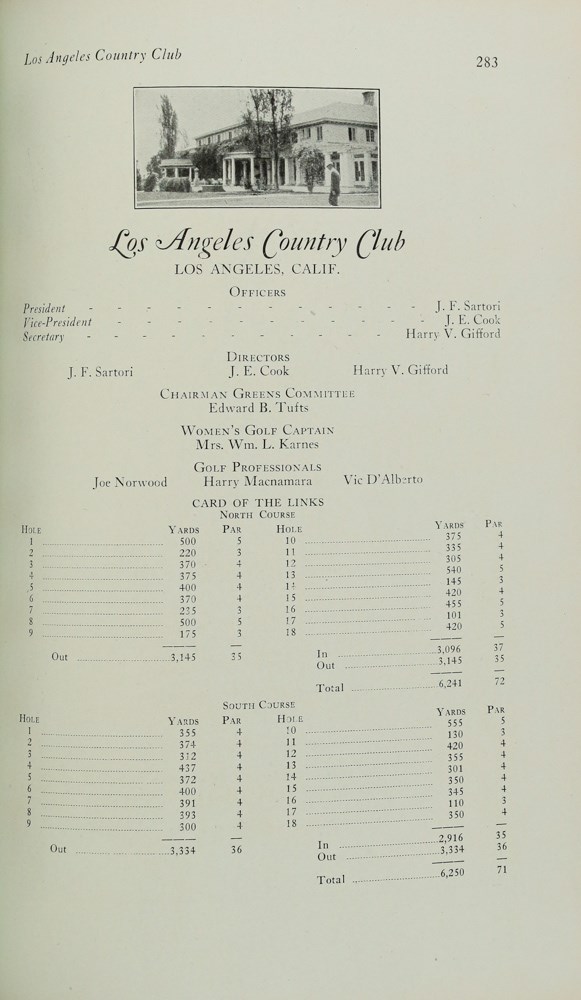 Los Angeles Country Club 283
Los Angeles Country Club
LOS ANGELES, CALIF.
OFFICERS
President - - - - - - - - - - - - J. F. Sartori
Vice-President - - - - - - - - - - - J. E. Cook
Secretary - - - - - - - - - - - Harry V. Gifford
DIRECTORS
J. F. Sartori J. E. Cook Harry V. Gifford
CHAIRMAN GREENS COMMITTEE
Edward B. Tufts
WOMEN'S GOLF CAPTAIN
Mrs. Wm. L. Karnes
GOLF PROFESSIONALS
Joe Norwood Harry Macnamara Vic D'Alberto
CARD OF THE LINKS
NORTH COURSE
HOLE YARDS PAR HOLE YARDS PAR
1 500 5 10 375 4
2 220 3 11 335 4
3 370 4 12 305 4
4 375 4 13 540 5
5 400 4 14 145 3
6 370 4 15 420 4
7 235 3 16 455 5
8 500 5 17 101 3
9 175 3 18 420 5
Out 3,145 35 In 3,096 37
Out 3,145 35
Total 6,241 72
SOUTH COURSE
HOLE YARDS PAR HOLE YARDS PAR
1 355 4 10 555 5
2 374 4 11 130 3
3 312 4 12 420 4
4 437 4 13 355 4
5 372 4 14 301 4
6 400 4 15 350 4
7 391 4 16 345 4
8 393 4 17 110 3
9 300 4 18 350 4
Out 3,334 36 In 2,916 35
Out 3,334 36
Total 6,250 71